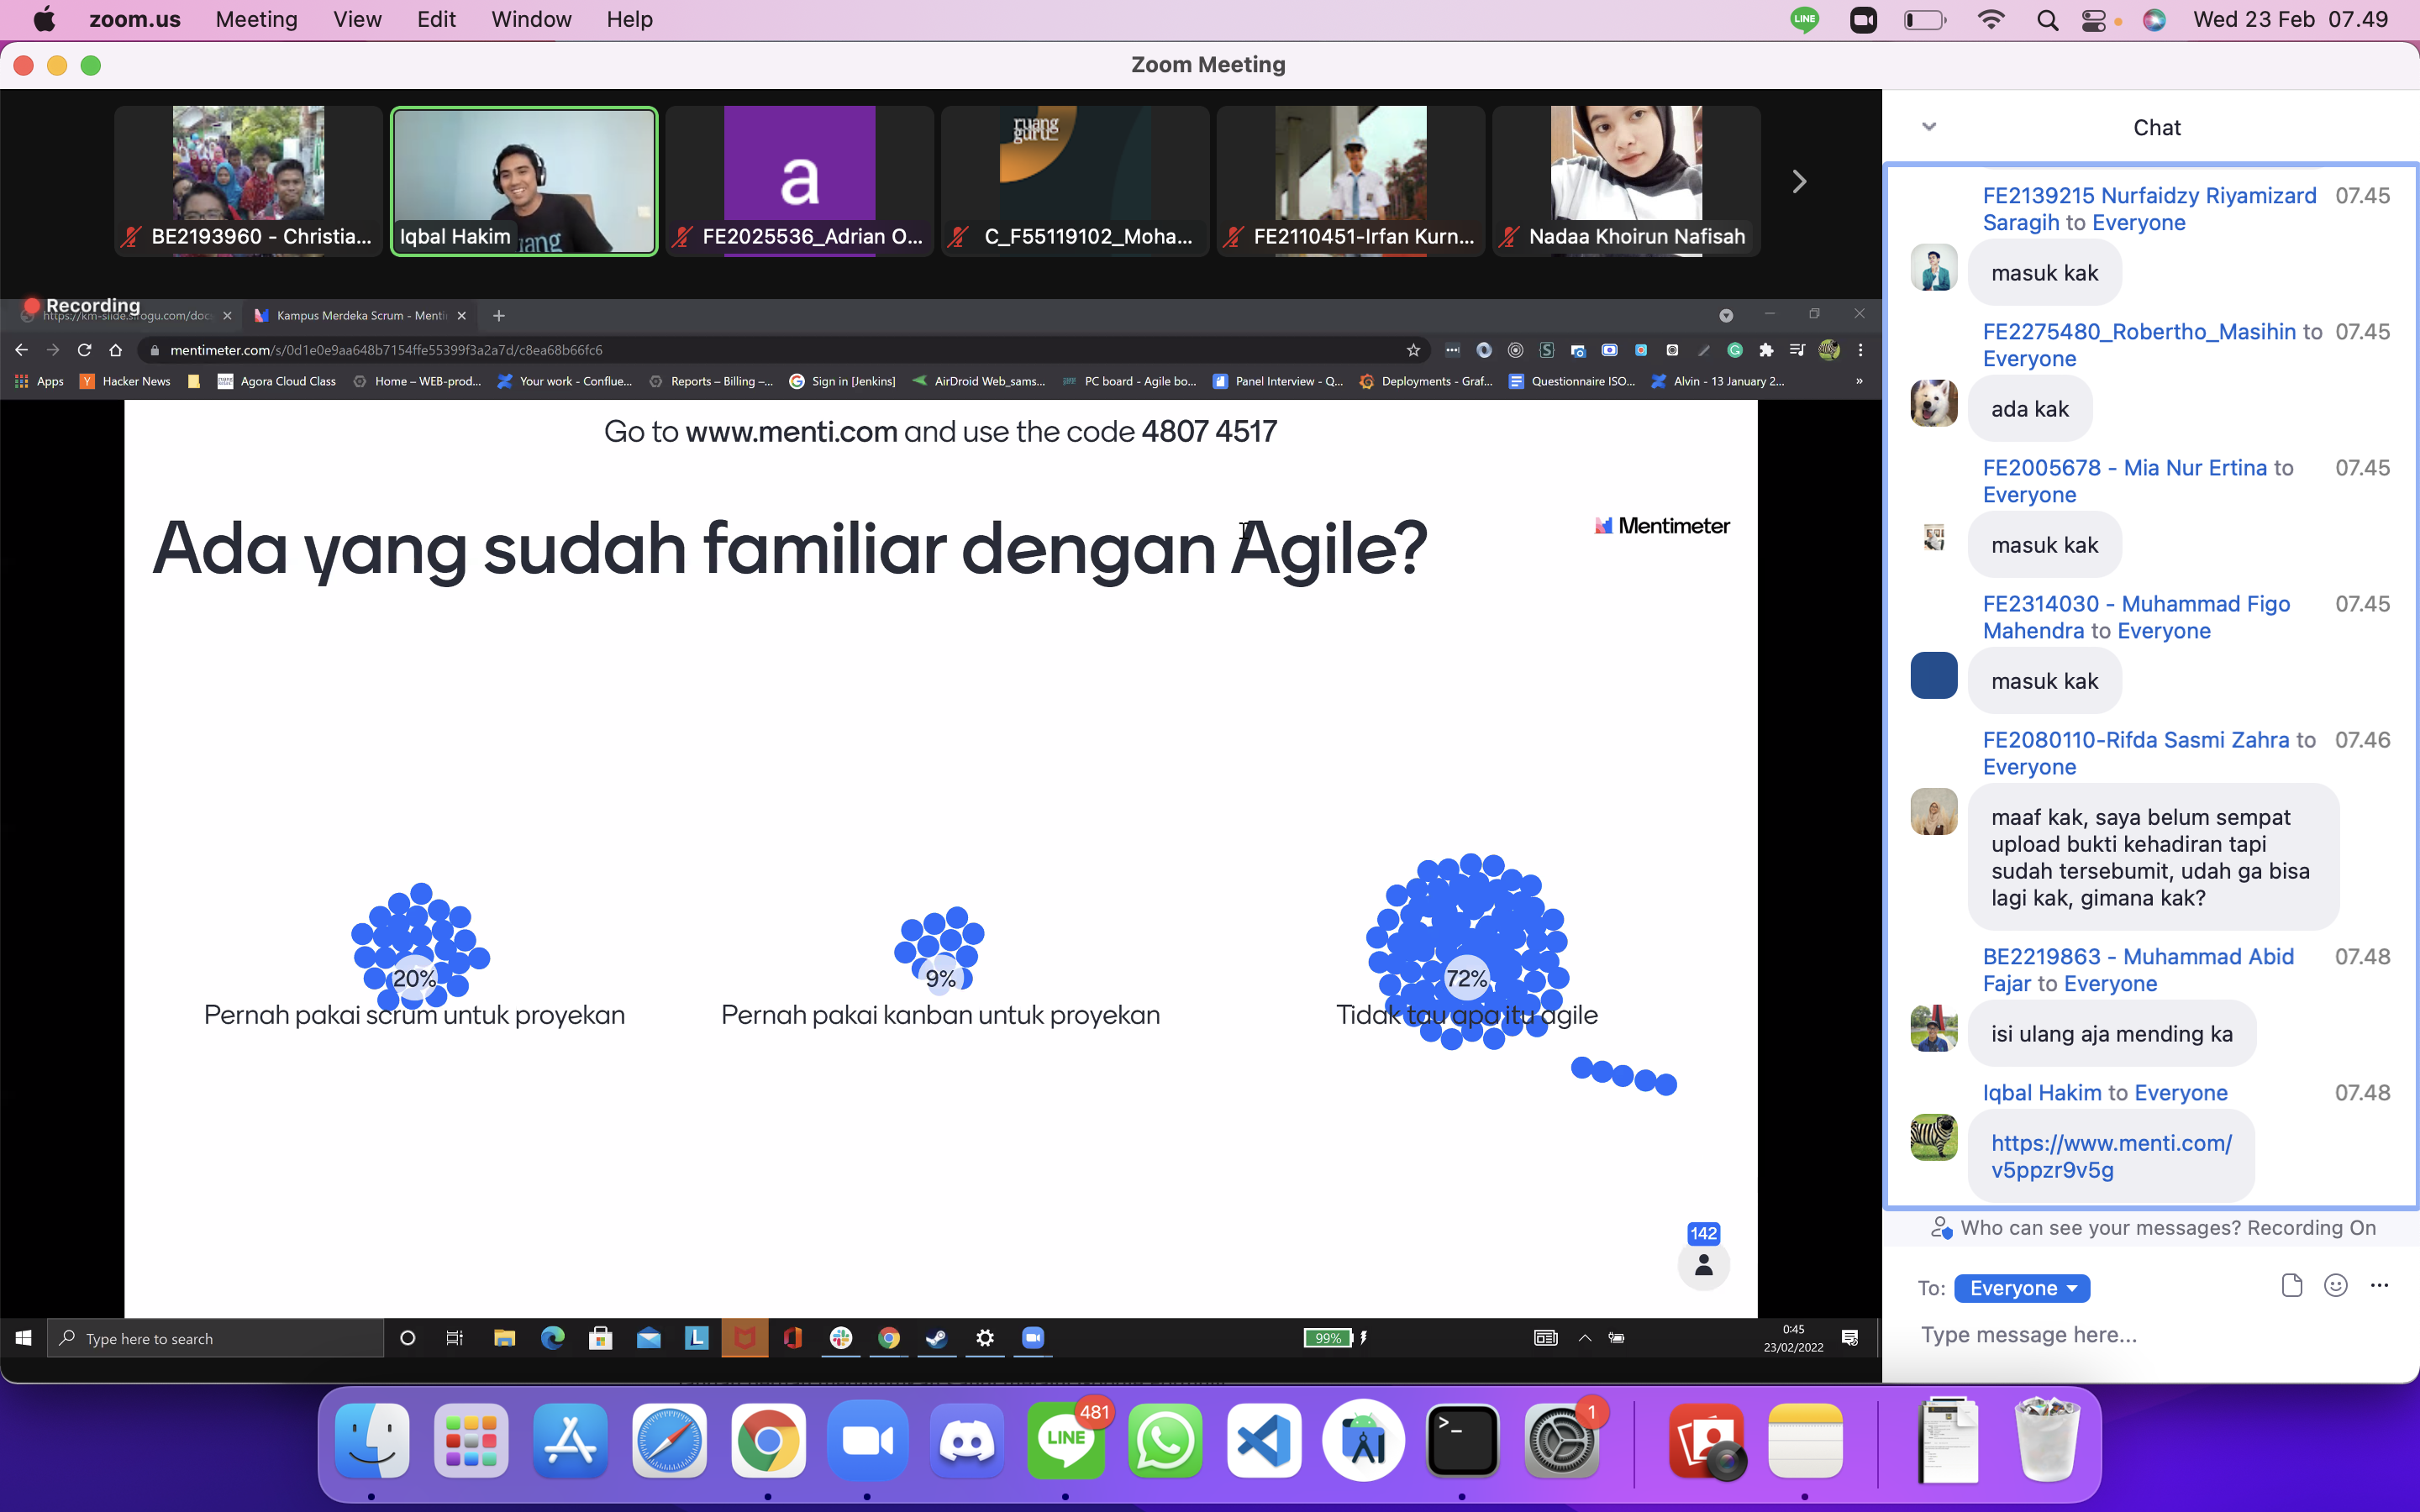 zoom.us Meeting View Edit Window Help
LINE
Wed 23 Feb 07.49
Zoom Meeting
BE2193960 - Christia...
Iqbal Hakim
a
FE2025536_Adrian O...
ruang
guru
C_F55119102_Moha...
FE2110451-Irfan Kurn...
Nadaa Khoirun Nafisah
Recording
Kampus Merdeka Scrum - Menti
mentimeter.com/s/0d1e0e9aa648b7154ffe55399f3a2a7d/c8ea68b66fc6
Apps
Hacker News
Agora Cloud Class
Home – WEB-prod...
Your work - Conflue...
Reports – Billing –...
Sign in [Jenkins]
AirDroid Web_sams...
PC board - Agile bo...
Panel Interview - Q...
Deployments - Graf...
Questionnaire ISO...
Alvin - 13 January 2...
Go to www.menti.com and use the code 4807 4517
Ada yang sudah familiar dengan Agile?
Mentimeter
20%
Pernah pakai scrum untuk proyekan
9%
Pernah pakai kanban untuk proyekan
72%
Tidak tau apa itu agile
142
Type here to search
99%
0:45
23/02/2022
Chat
FE2139215 Nurfaidzy Riyamizard
Saragih to Everyone
07.45
masuk kak
FE2275480_Robertho_Masihin to
Everyone
07.45
ada kak
FE2005678 - Mia Nur Ertina to
Everyone
07.45
masuk kak
FE2314030 - Muhammad Figo
Mahendra to Everyone
07.45
masuk kak
FE2080110-Rifda Sasmi Zahra to
Everyone
07.46
maaf kak, saya belum sempat
upload bukti kehadiran tapi
sudah tersebumit, udah ga bisa
lagi kak, gimana kak?
BE2219863 - Muhammad Abid
Fajar to Everyone
07.48
isi ulang aja mending ka
Iqbal Hakim to Everyone
07.48
https://www.menti.com/
v5ppzr9v5g
Who can see your messages? Recording On
To: Everyone
Type message here...
LINE
481
1